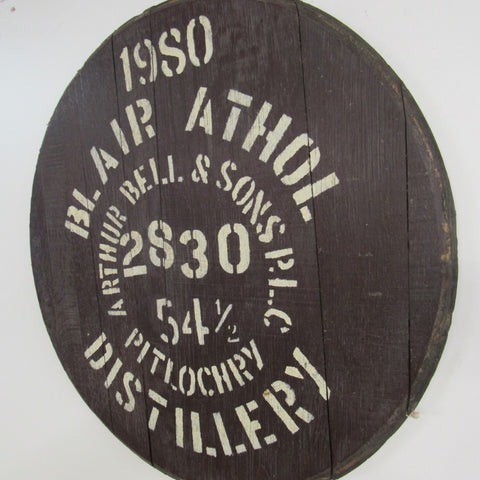 1980
BLAIR ATHOL
ARTHUR BELL & SONS P.L.C
2830
54½
PITLOCHRY
DISTILLERY